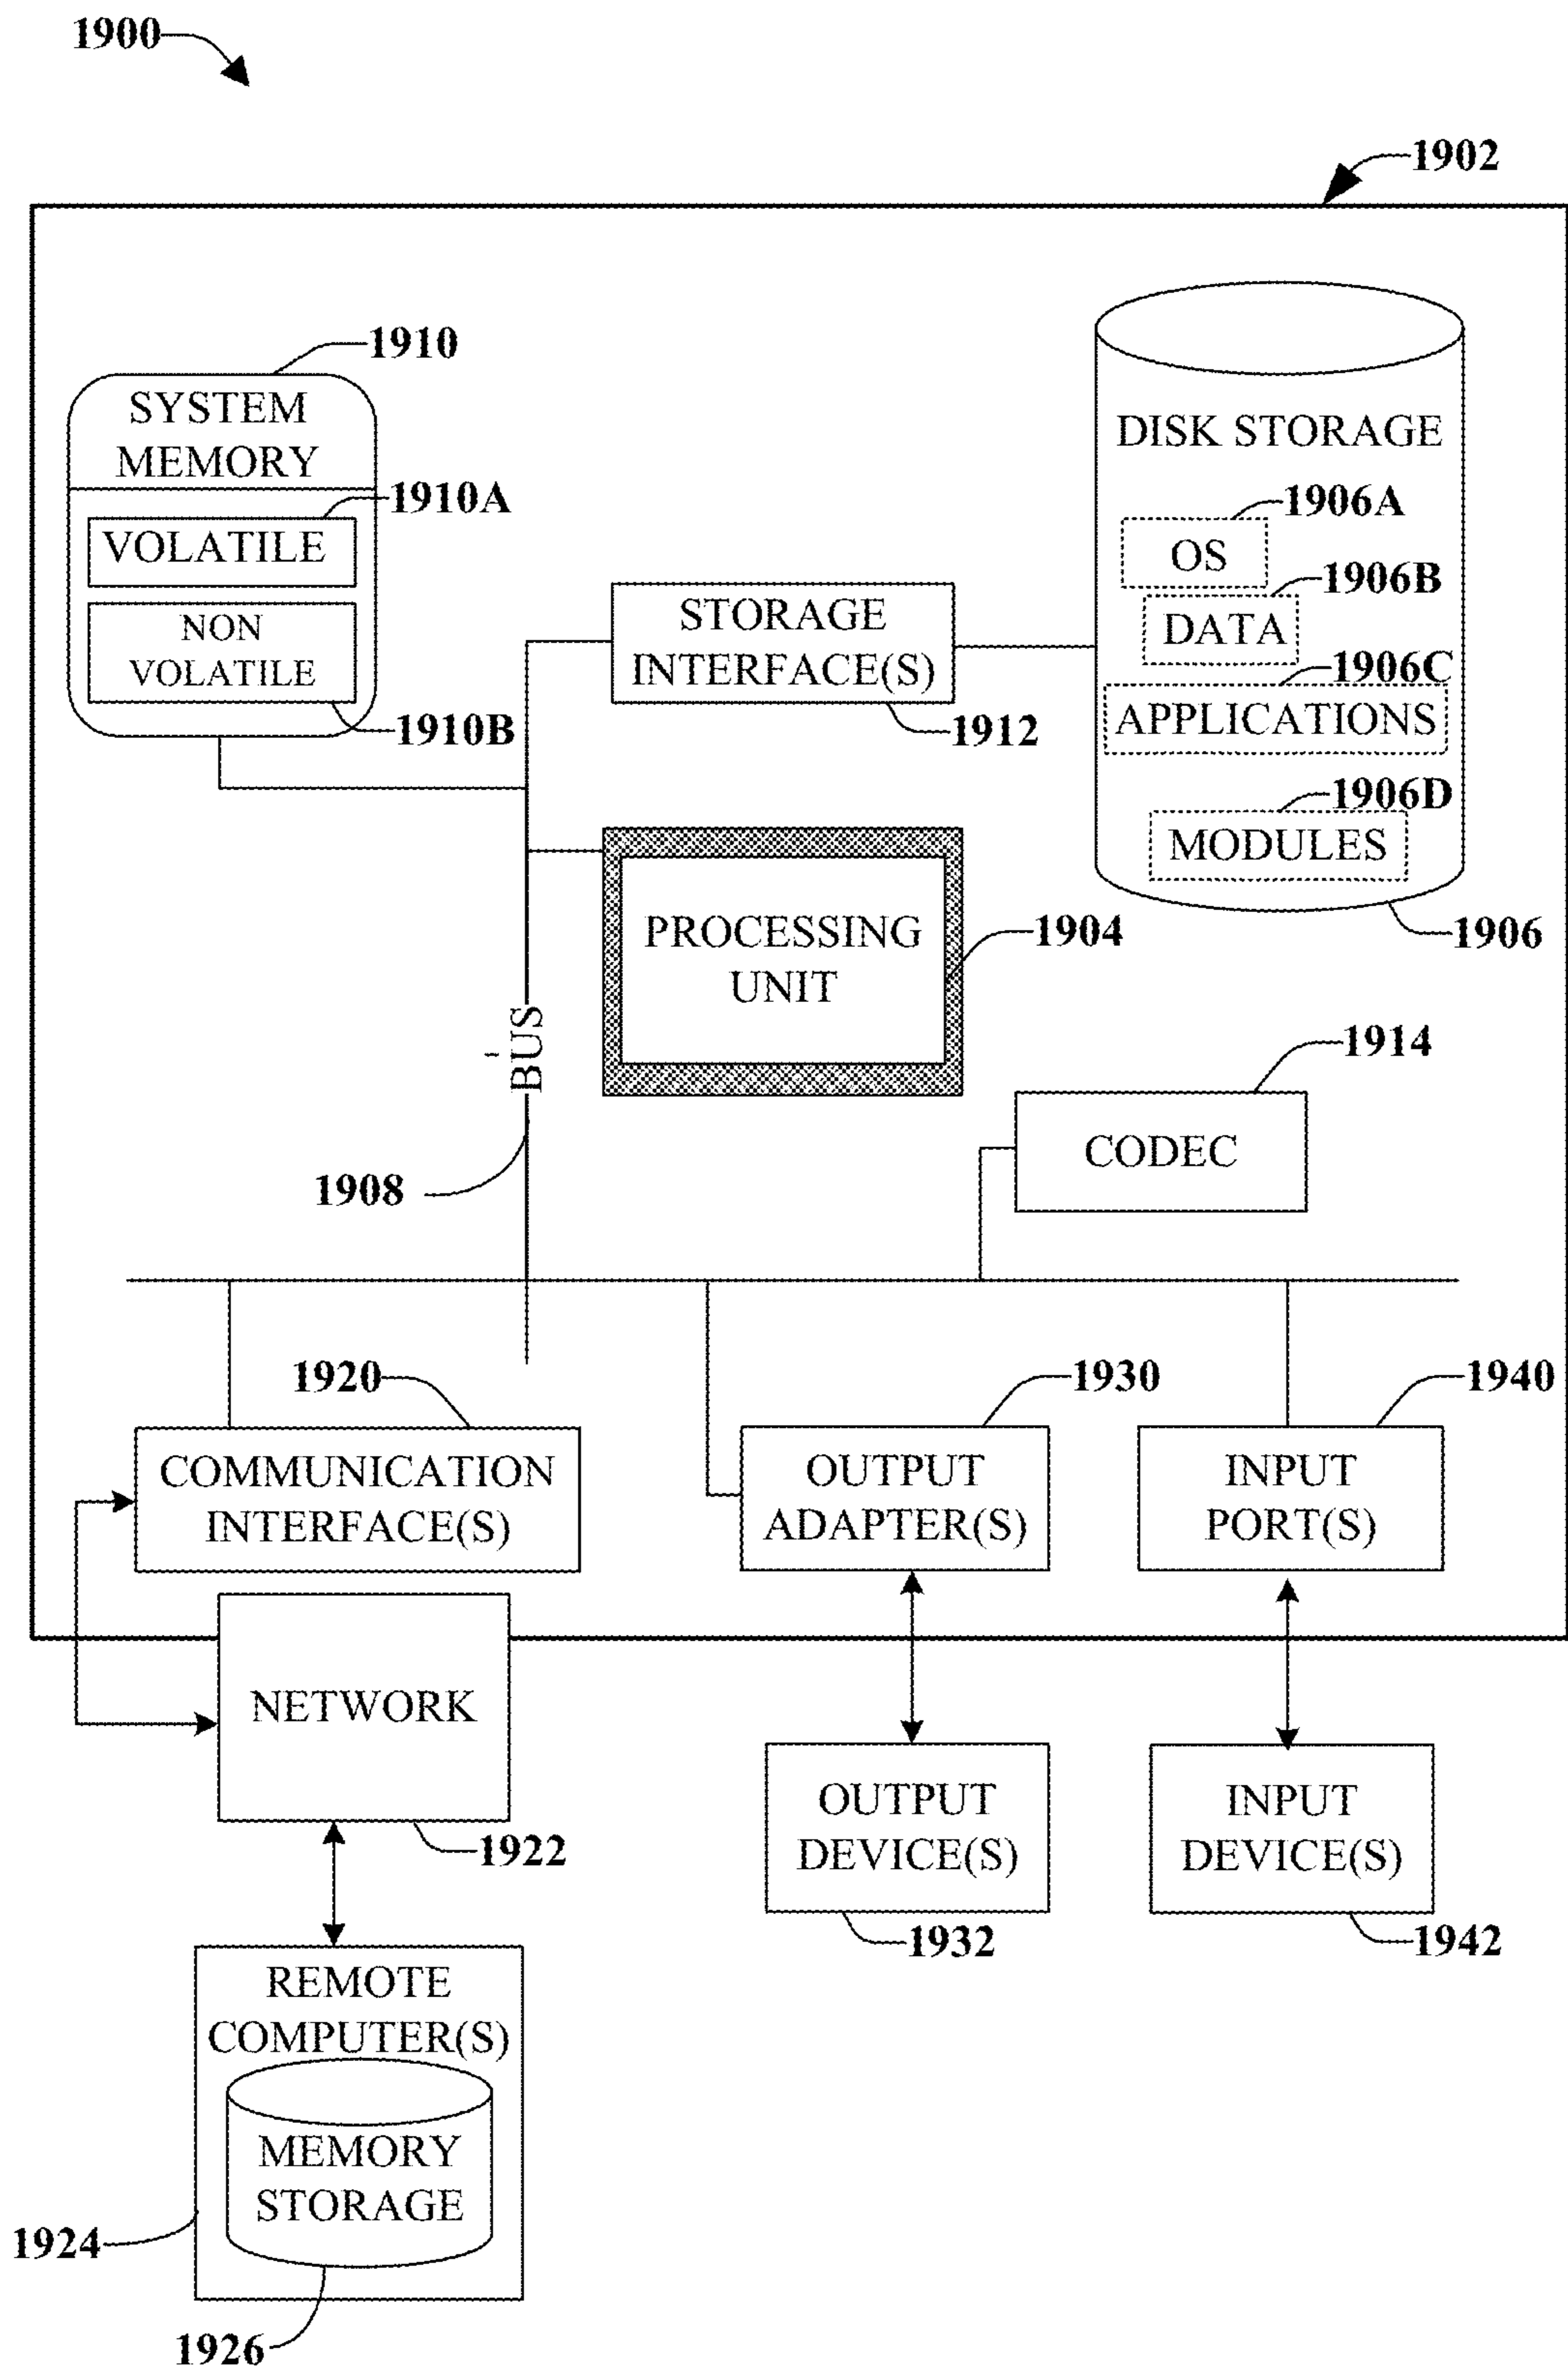 1900
1902
1910
SYSTEM
MEMORY
1910A
VOLATILE
NON
VOLATILE
1910B
STORAGE
INTERFACE(S)
1912
DISK STORAGE
1906A
OS
1906B
DATA
1906C
APPLICATIONS
1906D
MODULES
1906
PROCESSING
UNIT
1904
BUS
1908
1914
CODEC
1920
COMMUNICATION
INTERFACE(S)
1930
OUTPUT
ADAPTER(S)
1940
INPUT
PORT(S)
NETWORK
1922
OUTPUT
DEVICE(S)
1932
INPUT
DEVICE(S)
1942
REMOTE
COMPUTER(S)
MEMORY
STORAGE
1924
1926